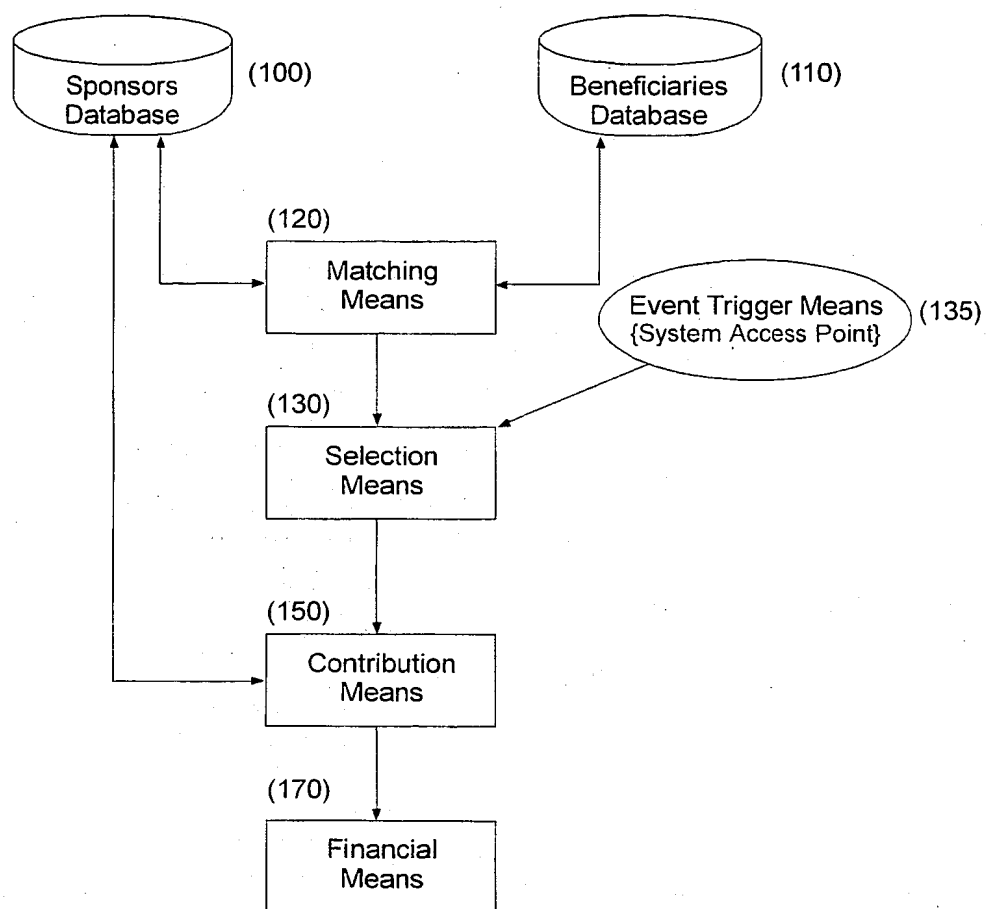 Sponsors
Database
(100)
Beneficiaries
Database
(110)
(120)
Matching
Means
Event Trigger Means
{System Access Point}
(135)
(130)
Selection
Means
(150)
Contribution
Means
(170)
Financial
Means